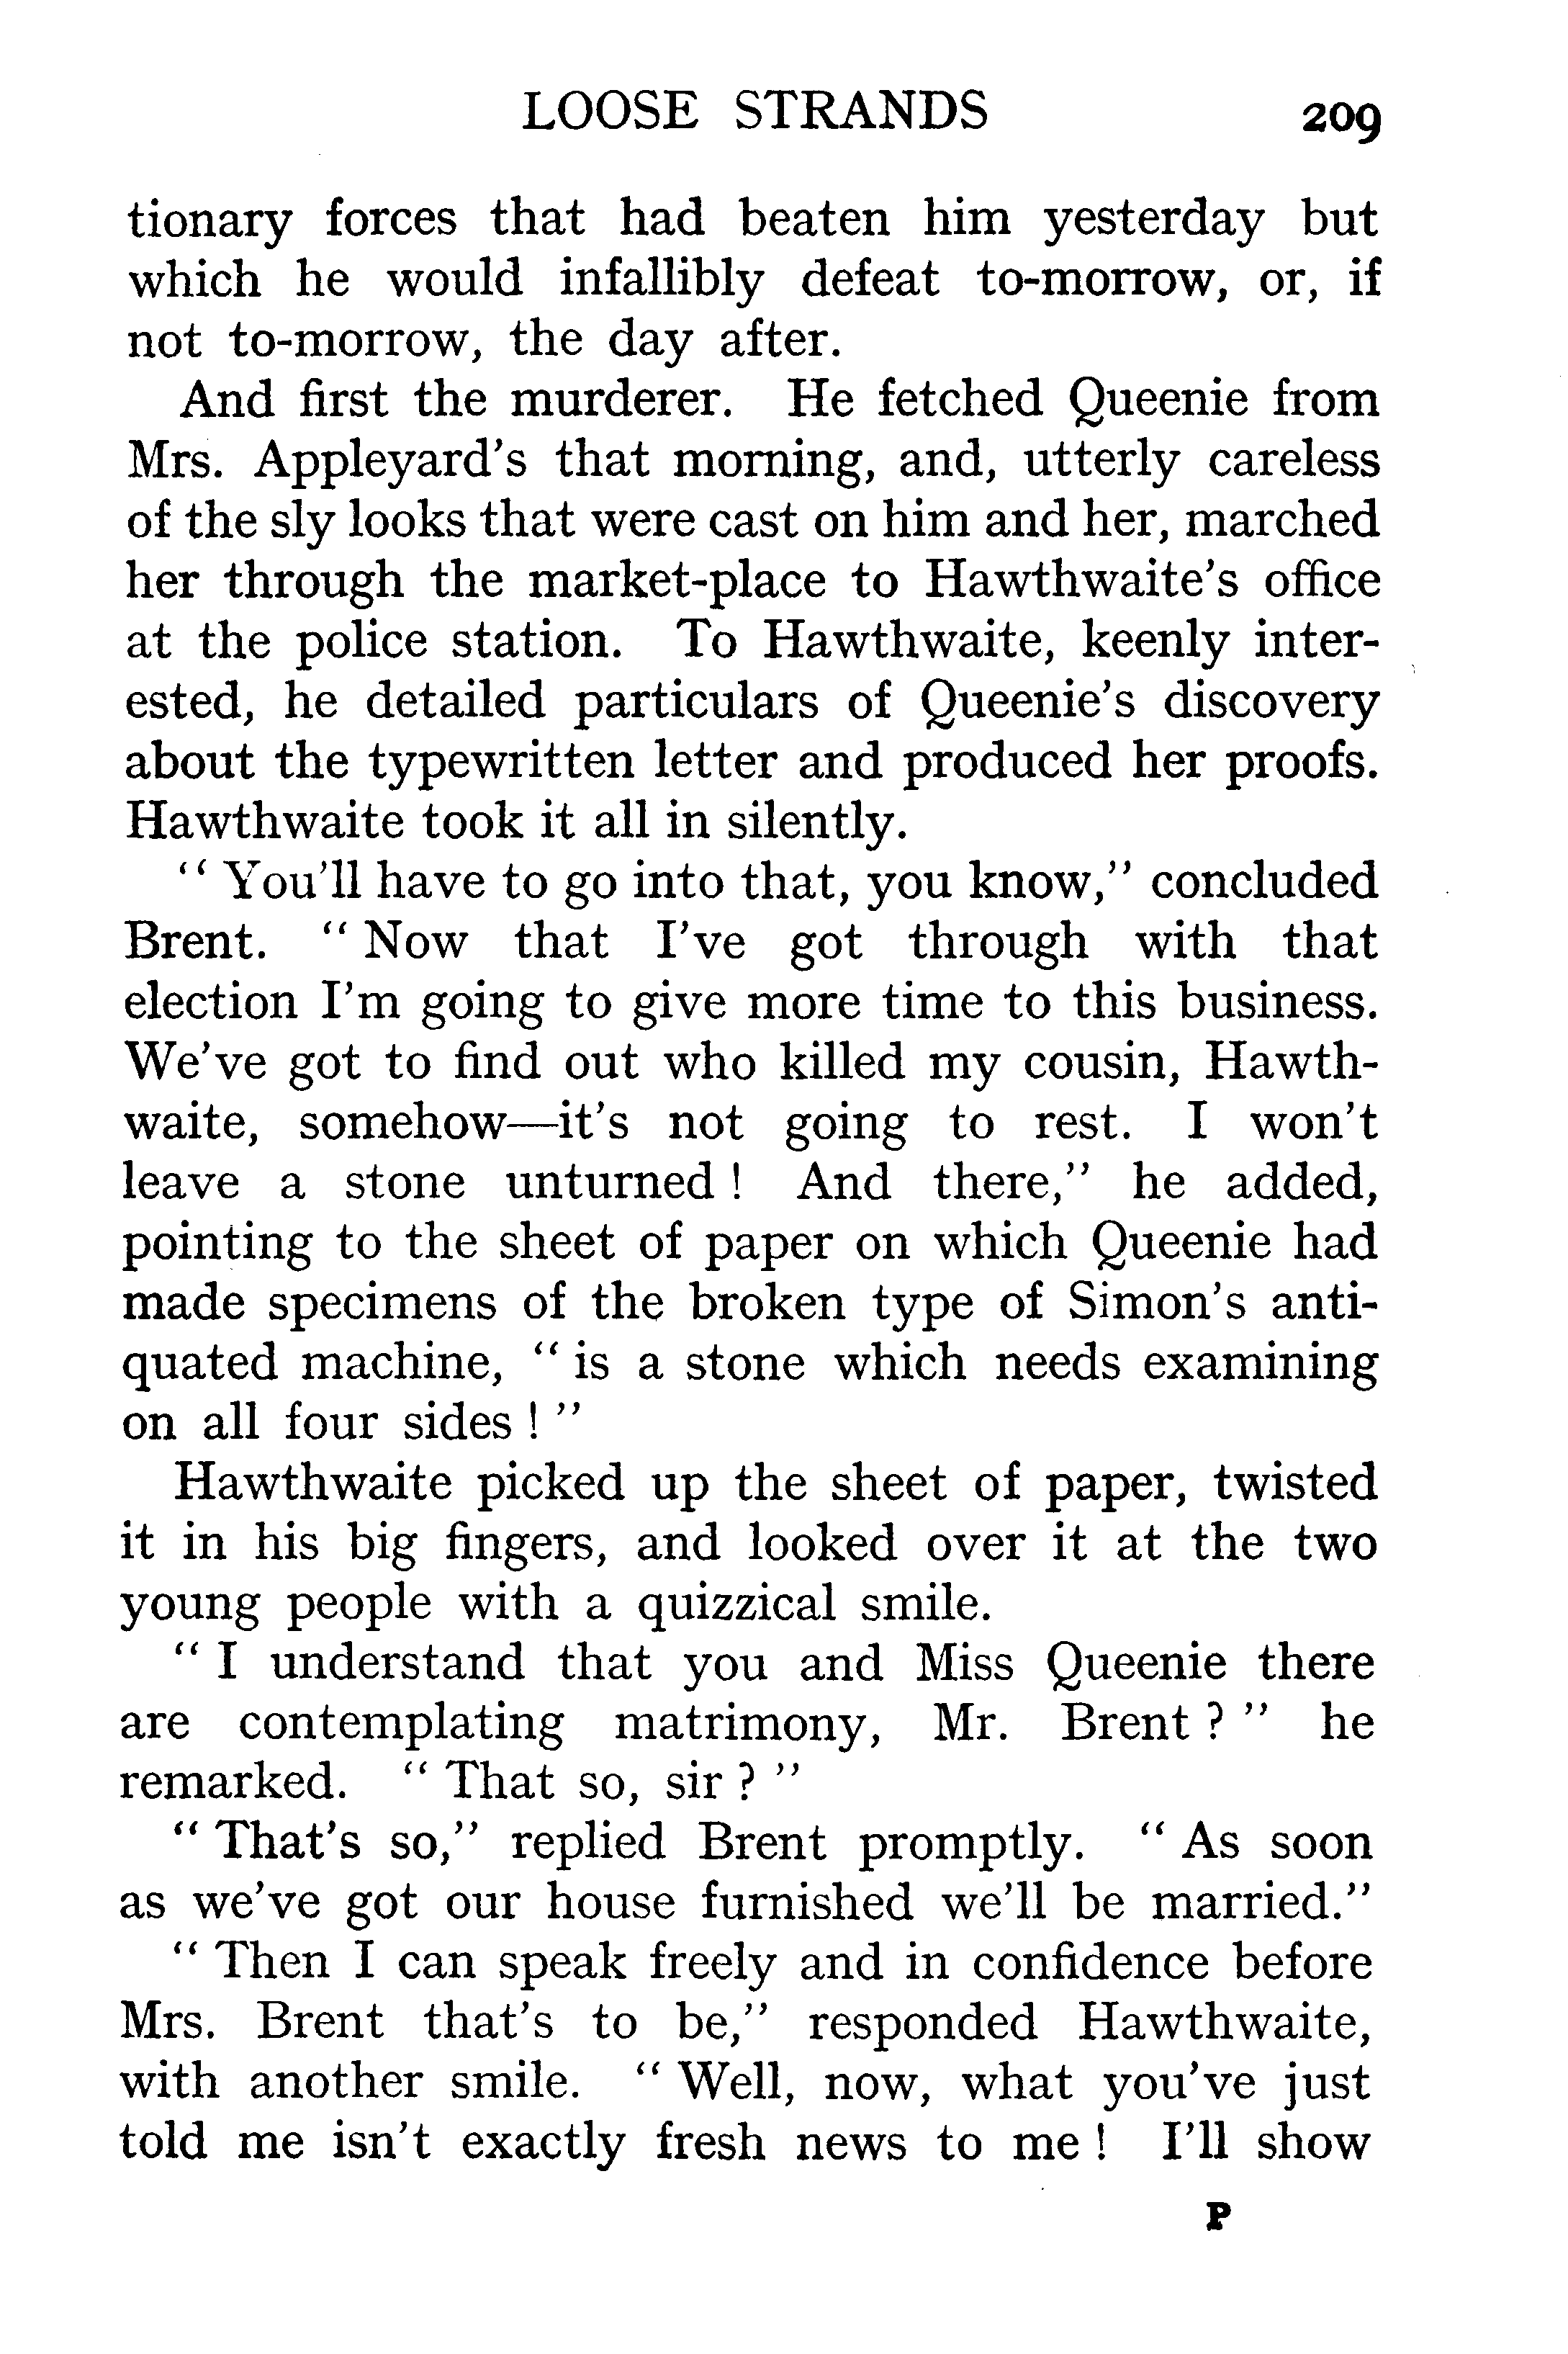 LOOSE STRANDS 209
tionary forces that had beaten him yesterday but
which he would infallibly defeat to-morrow, or, if
not to-morrow, the day after.
And first the murderer. He fetched Queenie from
Mrs. Appleyard's that morning, and, utterly careless
of the sly looks that were cast on him and her, marched
her through the market-place to Hawthwaite's office
at the police station. To Hawthwaite, keenly inter-
ested, he detailed particulars of Queenie's discovery
about the typewritten letter and produced her proofs.
Hawthwaite took it all in silently.
“ You'll have to go into that, you know,” concluded
Brent. “ Now that I've got through with that
election I'm going to give more time to this business.
We've got to find out who killed my cousin, Hawth-
waite, somehow—it's not going to rest. I won't
leave a stone unturned ! And there,” he added,
pointing to the sheet of paper on which Queenie had
made specimens of the broken type of Simon's anti-
quated machine, “ is a stone which needs examining
on all four sides ! ”
Hawthwaite picked up the sheet of paper, twisted
it in his big fingers, and looked over it at the two
young people with a quizzical smile.
“ I understand that you and Miss Queenie there
are contemplating matrimony, Mr. Brent ? ” he
remarked. “ That so, sir ? ”
“ That's so,” replied Brent promptly. “ As soon
as we've got our house furnished we'll be married.”
“ Then I can speak freely and in confidence before
Mrs. Brent that's to be,” responded Hawthwaite,
with another smile. “ Well, now, what you've just
told me isn't exactly fresh news to me ! I'll show
P